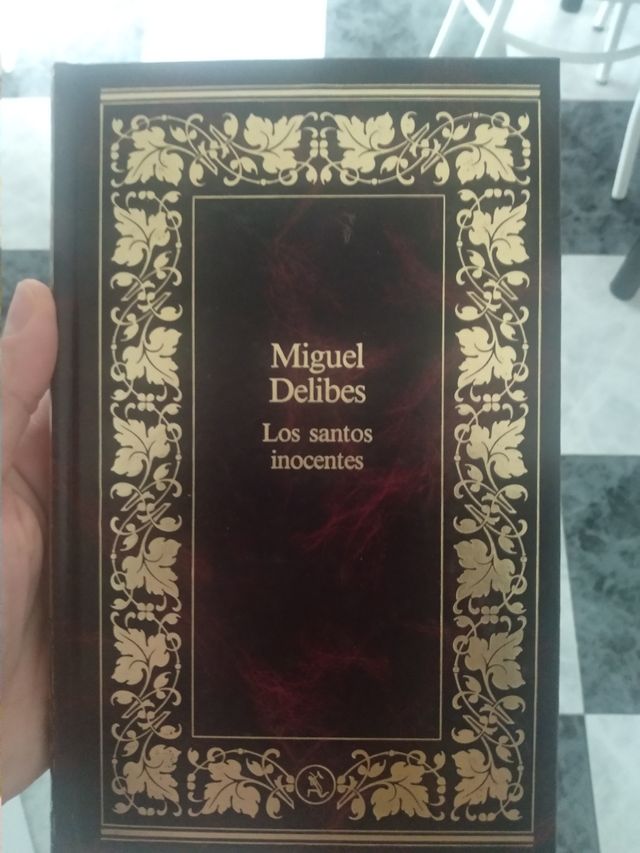 Miguel
Delibes
Los santos
inocentes